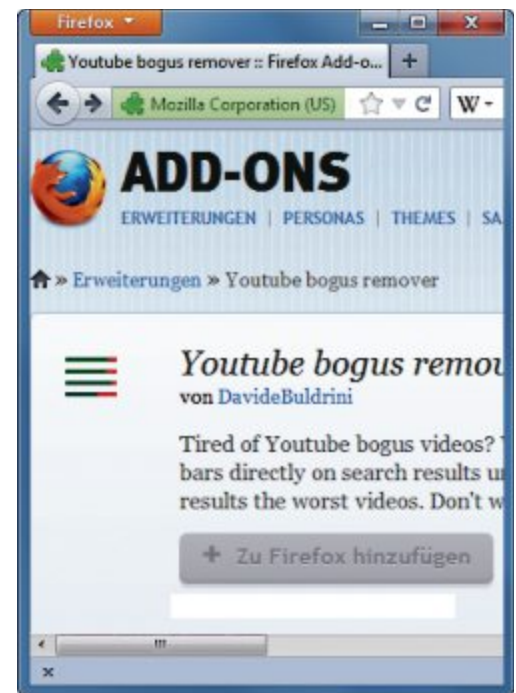 Firefox
Youtube bogus remover :: Firefox Add-o...
Mozilla Corporation (US)
W
ADD-ONS
ERWEITERUNGEN | PERSONAS | THEMES | SA
» Erweiterungen » Youtube bogus remover
Youtube bogus remov
von DavideBuldrini
Tired of Youtube bogus videos?
bars directly on search results u
results the worst videos. Don't w
+ Zu Firefox hinzufügen